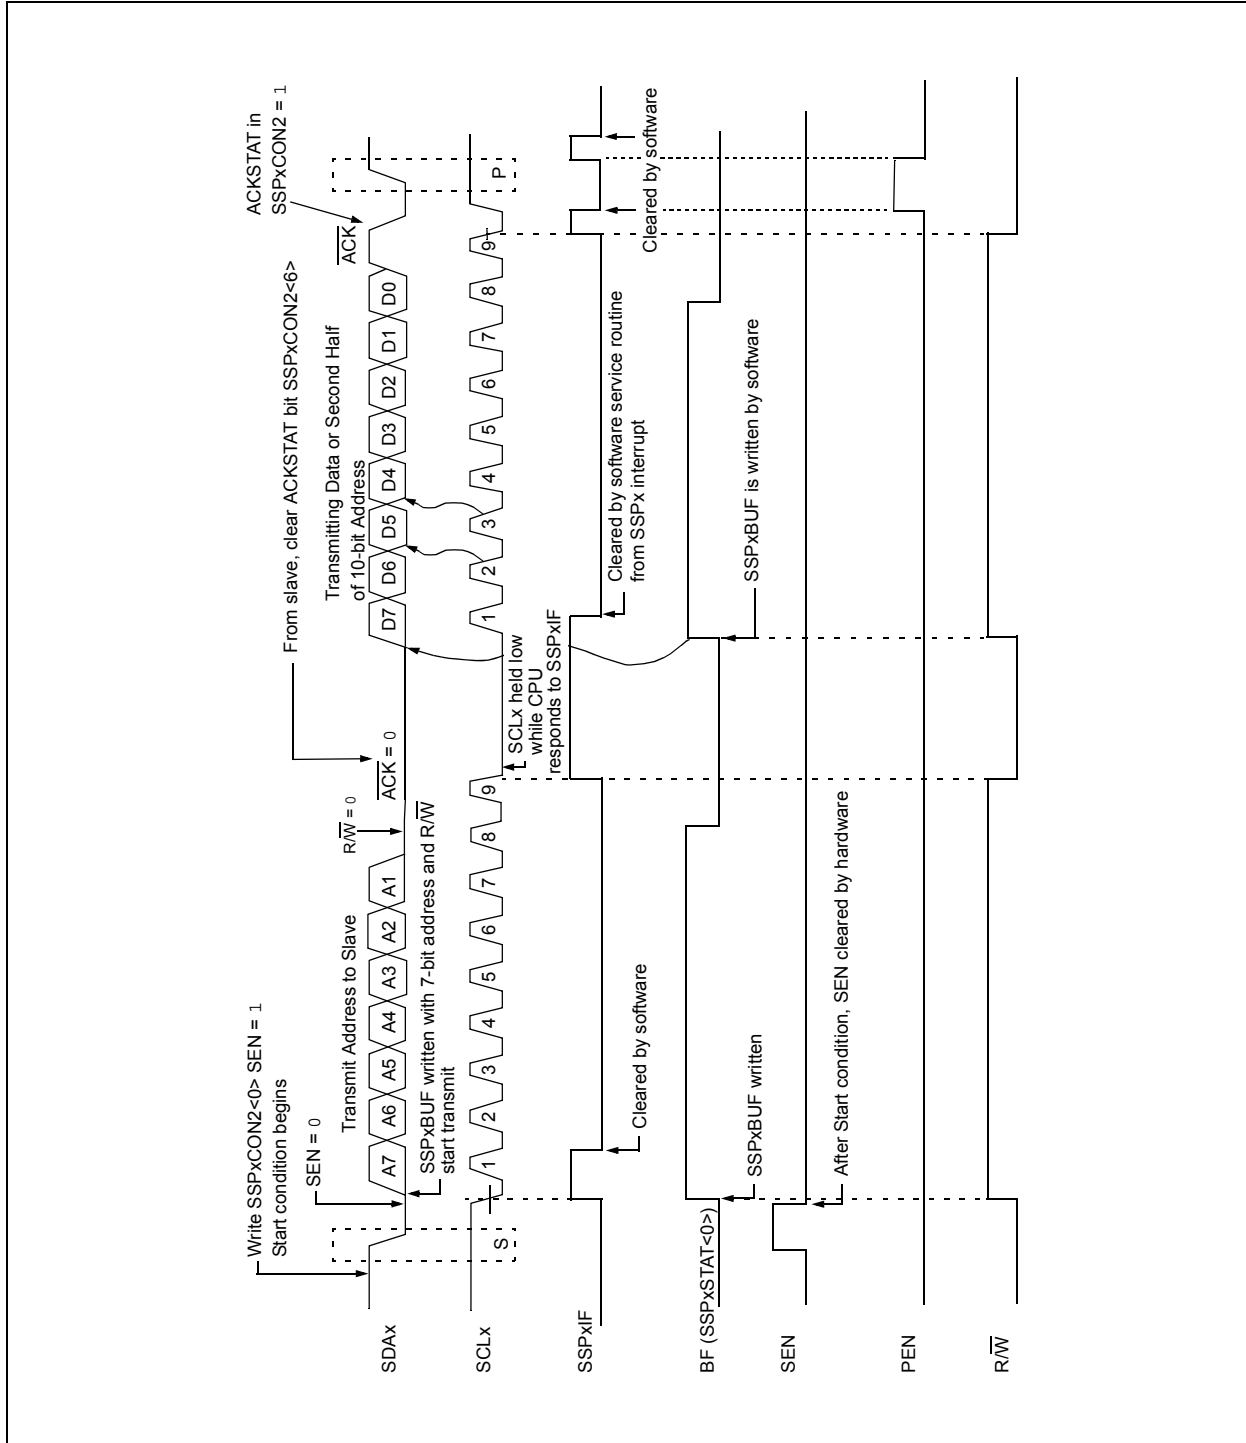 Write SSPxCON2<0> SEN = 1
Start condition begins
SEN = 0
Transmit Address to Slave
R/W = 0
From slave, clear ACKSTAT bit SSPxCON2<6>
Transmitting Data or Second Half
of 10-bit Address
ACKSTAT in
SSPxCON2 = 1
ACK = 0
ACK
SDAx
A7 A6 A5 A4 A3 A2 A1
D7 D6 D5 D4 D3 D2 D1 D0
SSPxBUF written with 7-bit address and R/W
start transmit
SCLx
S
1 2 3 4 5 6 7 8 9
1 2 3 4 5 6 7 8 9
P
SCLx held low
while CPU
responds to SSPxIF
SSPxIF
Cleared by software
Cleared by software service routine
from SSPx interrupt
Cleared by software
BF (SSPxSTAT<0>)
SSPxBUF written
SSPxBUF is written by software
SEN
After Start condition, SEN cleared by hardware
PEN
R/W